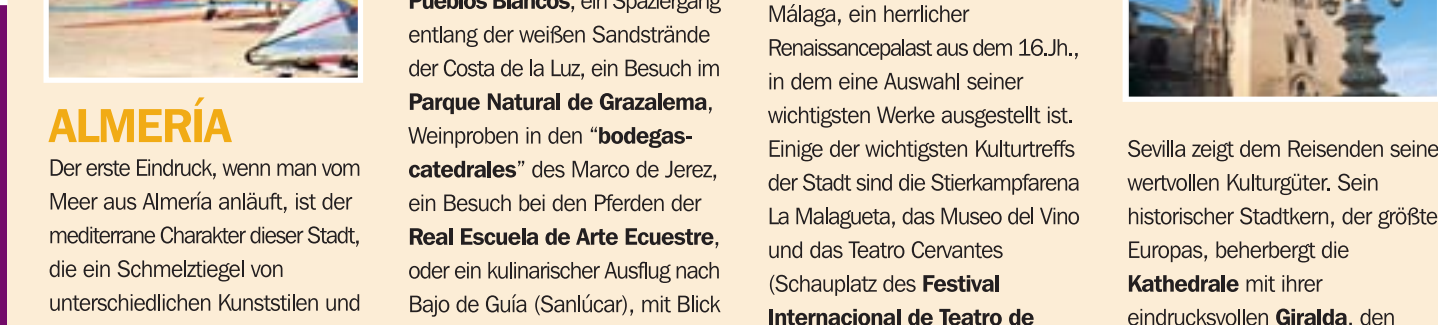 ALMERÍA
Der erste Eindruck, wenn man vom
Meer aus Almería anläuft, ist der
mediterrane Charakter dieser Stadt,
die ein Schmelztiegel von
unterschiedlichen Kunststilen und
Pueblos Blancos, ein Spaziergang
entlang der weißen Sandstrände
der Costa de la Luz, ein Besuch im
Parque Natural de Grazalema,
Weinproben in den “bodegas-
catedrales” des Marco de Jerez,
ein Besuch bei den Pferden der
Real Escuela de Arte Ecuestre,
oder ein kulinarischer Ausflug nach
Bajo de Guía (Sanlúcar), mit Blick
Málaga, ein herrlicher
Renaissancepalast aus dem 16.Jh.,
in dem eine Auswahl seiner
wichtigsten Werke ausgestellt ist.
Einige der wichtigsten Kulturtreffs
der Stadt sind die Stierkampfarena
La Malagueta, das Museo del Vino
und das Teatro Cervantes
(Schauplatz des Festival
Internacional de Teatro de
Sevilla zeigt dem Reisenden seine
wertvollen Kulturgüter. Sein
historischer Stadtkern, der größte
Europas, beherbergt die
Kathedrale mit ihrer
eindrucksvollen Giralda, den